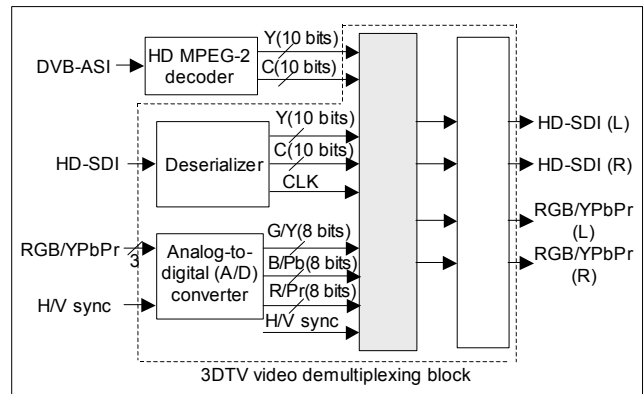 DVB-ASI
HD MPEG-2
decoder
Y(10 bits)
C(10 bits)
HD-SDI
Deserializer
Y(10 bits)
C(10 bits)
CLK
RGB/YPbPr
3
H/V sync
Analog-to-
digital (A/D)
converter
G/Y(8 bits)
B/Pb(8 bits)
R/Pr(8 bits)
H/V sync
HD-SDI (L)
HD-SDI (R)
RGB/YPbPr
(L)
RGB/YPbPr
(R)
3DTV video demultiplexing block